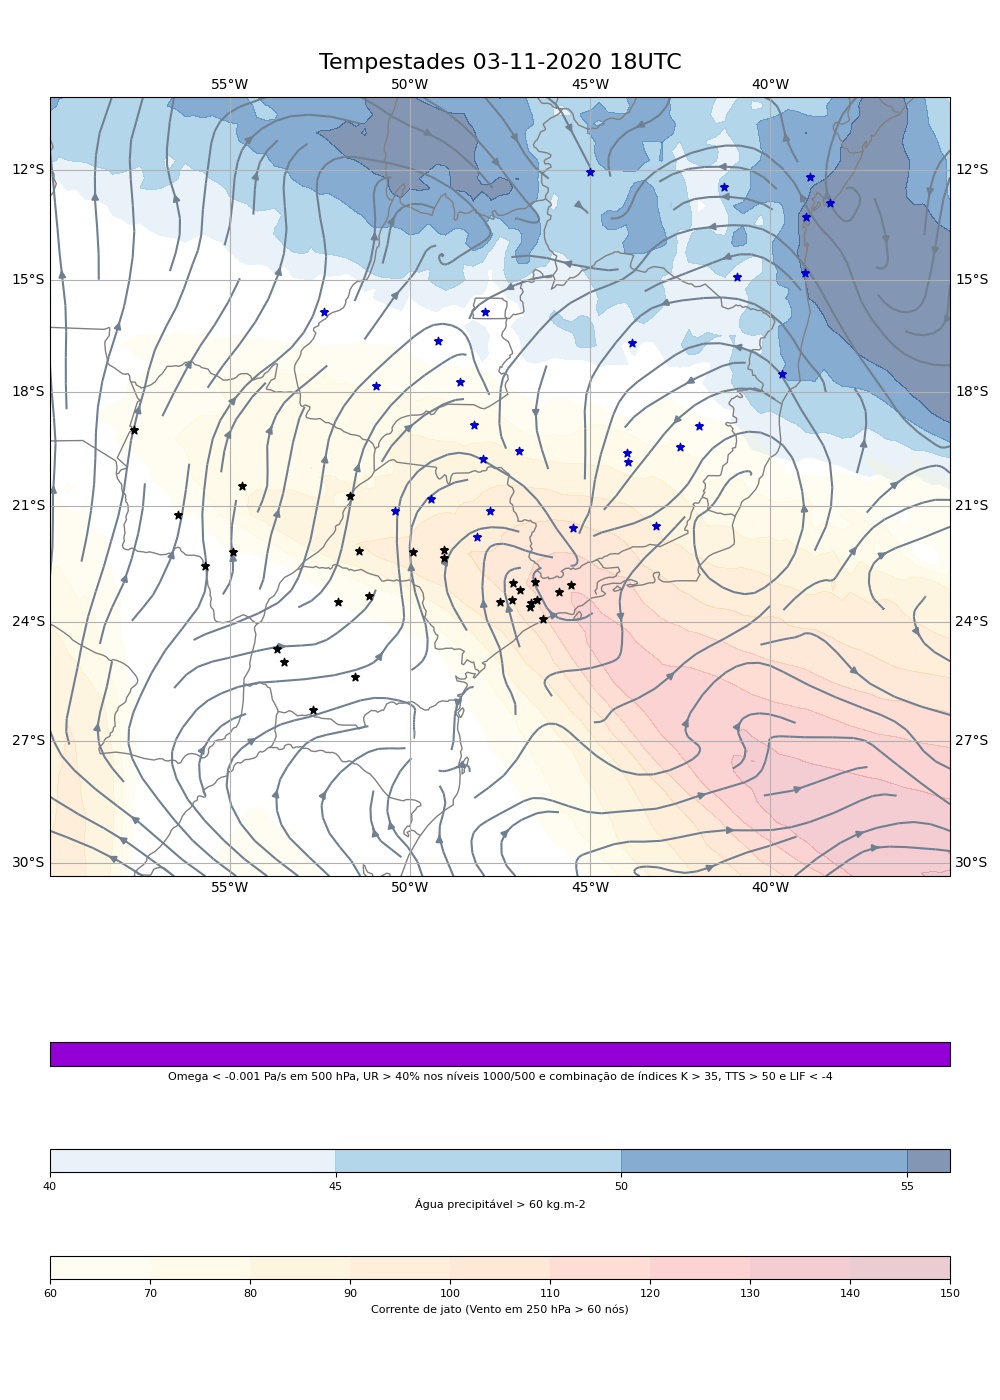 Tempestades 03-11-2020 18UTC
55°W 50°W 45°W 40°W
12°S 12°S
15°S 15°S
18°S 18°S
21°S 21°S
24°S 24°S
27°S 27°S
30°S 30°S
55°W 50°W 45°W 40°W
Omega < -0.001 Pa/s em 500 hPa, UR > 40% nos níveis 1000/500 e combinação de índices K > 35, TTS > 50 e LIF < -4
40 45 50 55
Água precipitável > 60 kg.m-2
60 70 80 90 100 110 120 130 140 150
Corrente de jato (Vento em 250 hPa > 60 nós)